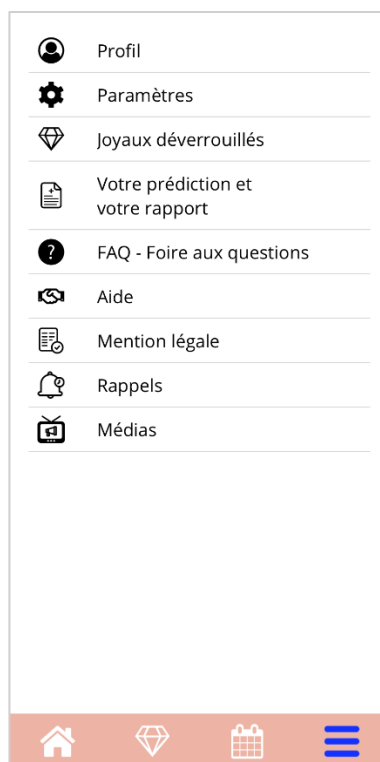 Profil
Paramètres
Joyaux déverrouillés
Votre prédiction et
votre rapport
FAQ - Foire aux questions
Aide
Mention légale
Rappels
Médias